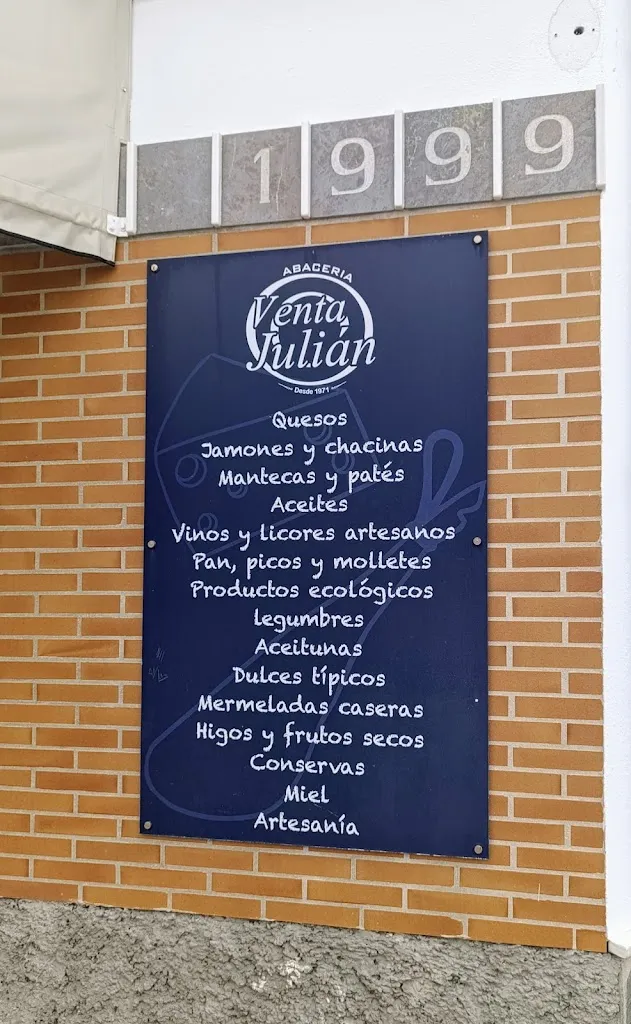 1999
ABACERIA
Venta
Julián
Desde 1971
Quesos
Jamones y chacinas
Mantecas y patés
Aceites
Vinos y licores artesanos
Pan, picos y molletes
Productos ecológicos
legumbres
Aceitunas
Dulces típicos
Mermeladas caseras
Higos y frutos secos
Conservas
Miel
Artesanía